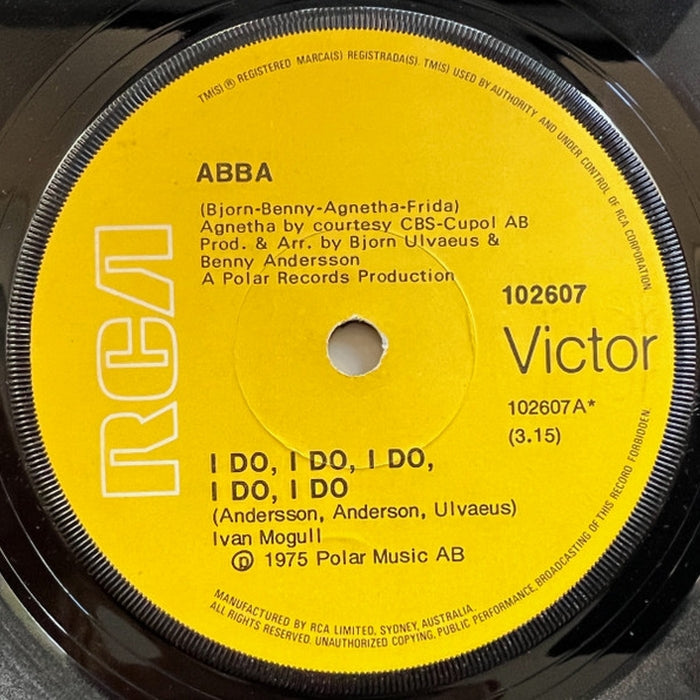 TM(S) ® REGISTERED MARCA(S) REGISTRADA(S). TM(S) USED BY AUTHORITY AND UNDER CONTROL OF RCA CORPORATION.
ABBA
(Bjorn-Benny-Agnetha-Frida)
Agnetha by courtesy CBS-Cupol AB
Prod. & Arr. by Bjorn Ulvaeus &
Benny Andersson
A Polar Records Production
RCA
102607
Victor
102607A*
(3.15)
I DO, I DO, I DO,
I DO, I DO
(Andersson, Anderson, Ulvaeus)
Ivan Mogull
℗ 1975 Polar Music AB
MANUFACTURED BY RCA LIMITED, SYDNEY, AUSTRALIA.
ALL RIGHTS RESERVED. UNAUTHORIZED COPYING, PUBLIC PERFORMANCE, BROADCASTING OF THIS RECORD FORBIDDEN.